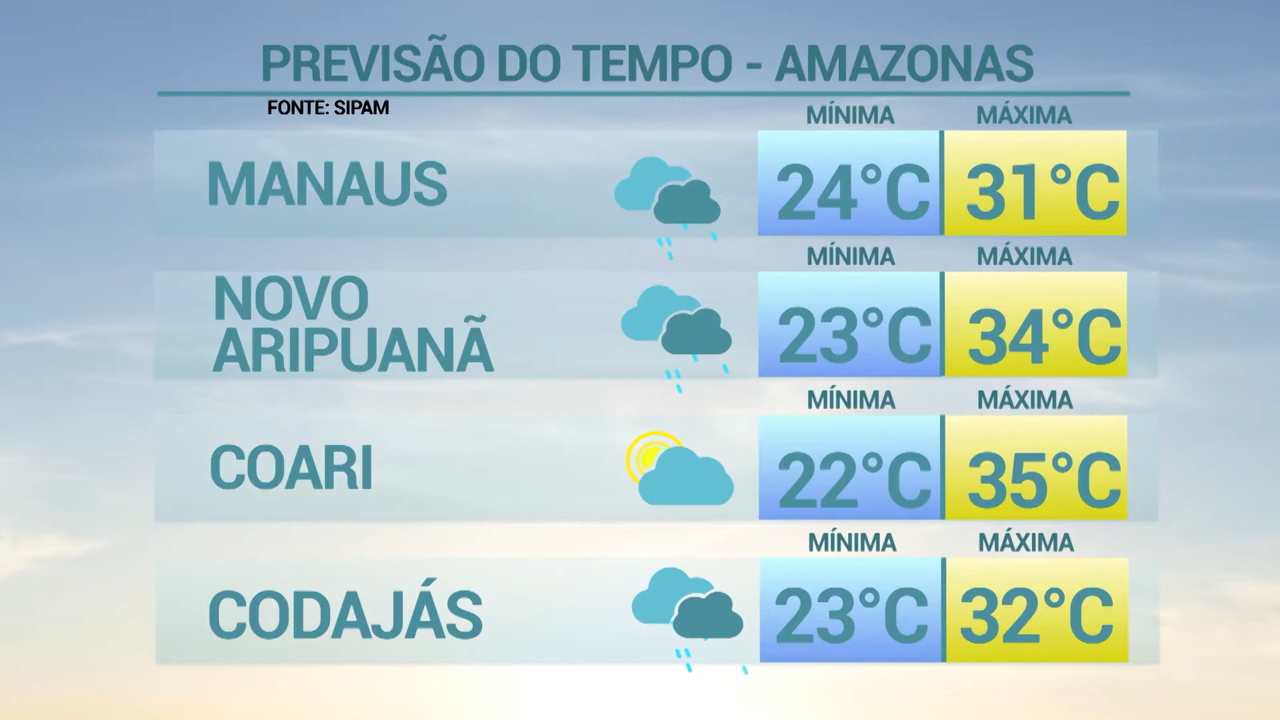 PREVISÃO DO TEMPO - AMAZONAS
FONTE: SIPAM
MÍNIMA MÁXIMA
MANAUS 24°C 31°C
MÍNIMA MÁXIMA
NOVO
ARIPUANÃ 23°C 34°C
MÍNIMA MÁXIMA
COARI 22°C 35°C
MÍNIMA MÁXIMA
CODAJÁS 23°C 32°C